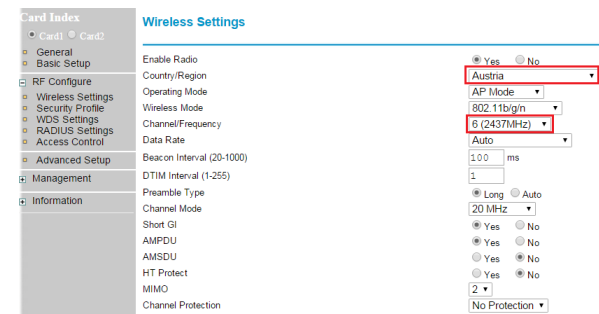 Card Index
Card1 Card2
General
Basic Setup
RF Configure
Wireless Settings
Security Profile
WDS Settings
RADIUS Settings
Access Control
Advanced Setup
Management
Information
Wireless Settings
Enable Radio Yes No
Country/Region Austria
Operating Mode AP Mode
Wireless Mode 802.11b/g/n
Channel/Frequency 6 (2437MHz)
Data Rate Auto
Beacon Interval (20-1000) 100 ms
DTIM Interval (1-255) 1
Preamble Type Long Auto
Channel Mode 20 MHz
Short GI Yes No
AMPDU Yes No
AMSDU Yes No
HT Protect Yes No
MIMO 2
Channel Protection No Protection